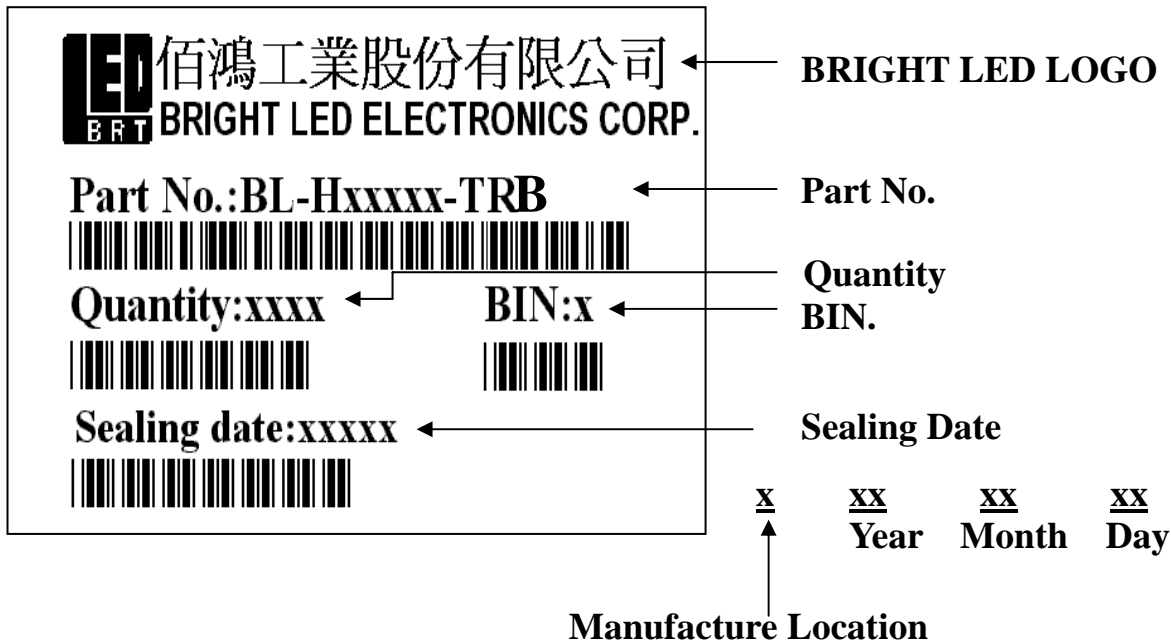 LED 佰鴻工業股份有限公司 BRIGHT LED LOGO
BRT BRIGHT LED ELECTRONICS CORP.
Part No.:BL-Hxxxxx-TRB Part No.
Quantity
Quantity:xxxx BIN:x BIN.
Sealing date:xxxxx Sealing Date
x xx xx xx
Year Month Day
Manufacture Location